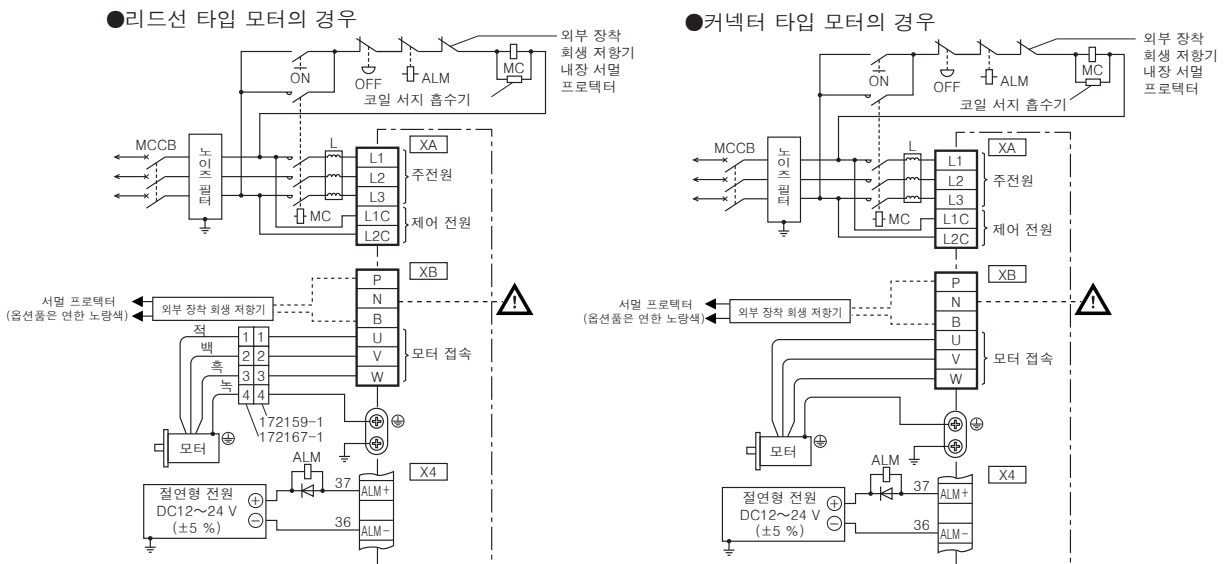 ●리드선 타입 모터의 경우
외부 장착
회생 저항기
내장 서멀
프로텍터
ON
OFF
ALM
MC
코일 서지 흡수기
MCCB
노이즈 필터
L
XA
L1
L2
L3
주전원
MC
L1C
L2C
제어 전원
XB
P
N
B
서멀 프로텍터
(옵션품은 연한 노랑색)
외부 장착 회생 저항기
적
백
흑
녹
1 1
2 2
3 3
4 4
U
V
W
모터 접속
172159-1
172167-1
모터
ALM
X4
절연형 전원
DC12～24 V
(±5 %)
+
−
37
ALM+
36
ALM−
●커넥터 타입 모터의 경우
외부 장착
회생 저항기
내장 서멀
프로텍터
ON
OFF
ALM
MC
코일 서지 흡수기
MCCB
노이즈 필터
L
XA
L1
L2
L3
주전원
MC
L1C
L2C
제어 전원
XB
P
N
B
서멀 프로텍터
(옵션품은 연한 노랑색)
외부 장착 회생 저항기
U
V
W
모터 접속
모터
ALM
X4
절연형 전원
DC12～24 V
(±5 %)
+
−
37
ALM+
36
ALM−